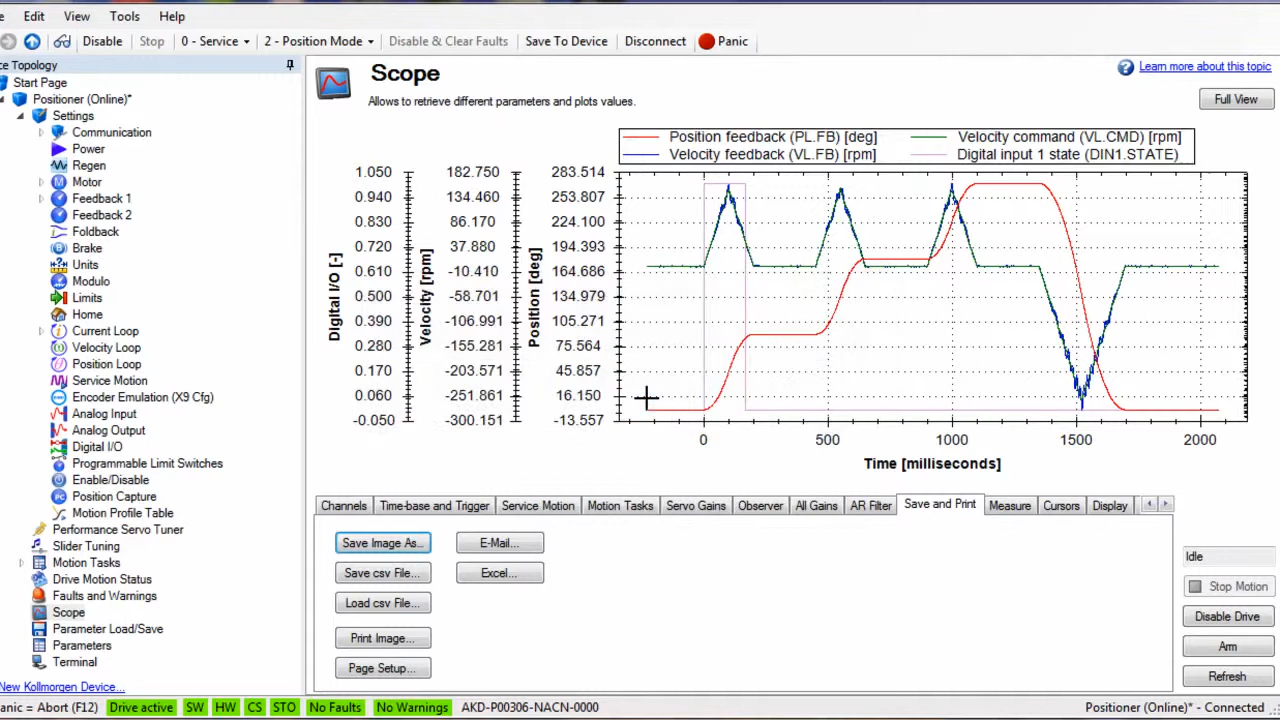 e Edit View Tools Help
Disable Stop 0 - Service 2 - Position Mode Disable & Clear Faults Save To Device Disconnect Panic
ce Topology
Start Page
Positioner (Online)*
Settings
Communication
Power
Regen
Motor
Feedback 1
Feedback 2
Foldback
Brake
Units
Modulo
Limits
Home
Current Loop
Velocity Loop
Position Loop
Service Motion
Encoder Emulation (X9 Cfg)
Analog Input
Analog Output
Digital I/O
Programmable Limit Switches
Enable/Disable
Position Capture
Motion Profile Table
Performance Servo Tuner
Slider Tuning
Motion Tasks
Drive Motion Status
Faults and Warnings
Scope
Parameter Load/Save
Parameters
Terminal
New Kollmorgen Device...
Scope
Allows to retrieve different parameters and plots values.
Learn more about this topic
Full View
Position feedback (PL.FB) [deg] Velocity command (VL.CMD) [rpm]
Velocity feedback (VL.FB) [rpm] Digital input 1 state (DIN1.STATE)
Digital I/O [-]
Velocity [rpm]
Position [deg]
1.050 182.750 283.514
0.940 134.460 253.807
0.830 86.170 224.100
0.720 37.880 194.393
0.610 -10.410 164.686
0.500 -58.701 134.979
0.390 -106.991 105.271
0.280 -155.281 75.564
0.170 -203.571 45.857
0.060 -251.861 16.150
-0.050 -300.151 -13.557
0 500 1000 1500 2000
Time [milliseconds]
Channels Time-base and Trigger Service Motion Motion Tasks Servo Gains Observer All Gains AR Filter Save and Print Measure Cursors Display
Save Image As... E-Mail...
Save csv File... Excel...
Load csv File...
Print Image...
Page Setup...
Idle
Stop Motion
Disable Drive
Arm
Refresh
anic = Abort (F12) Drive active SW HW CS STO No Faults No Warnings AKD-P00306-NACN-0000 Positioner (Online)* - Connected